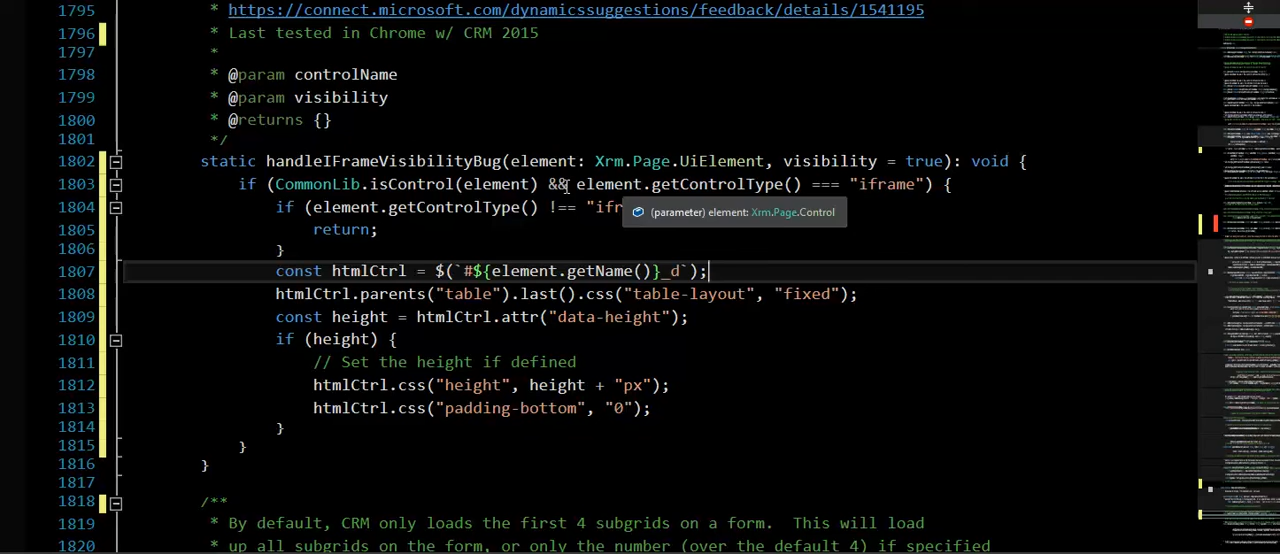 1795 * https://connect.microsoft.com/dynamicssuggestions/feedback/details/1541195
1796 * Last tested in Chrome w/ CRM 2015
1797 *
1798 * @param controlName
1799 * @param visibility
1800 * @returns {}
1801 */
1802 static handleIFrameVisibilityBug(element: Xrm.Page.UiElement, visibility = true): void {
1803 if (CommonLib.isControl(element) && element.getControlType() === "iframe") {
1804 if (element.getControlType() !== "ifr
(parameter) element: Xrm.Page.Control
1805 return;
1806 }
1807 const htmlCtrl = $(`#${element.getName()}_d`);
1808 htmlCtrl.parents("table").last().css("table-layout", "fixed");
1809 const height = htmlCtrl.attr("data-height");
1810 if (height) {
1811 // Set the height if defined
1812 htmlCtrl.css("height", height + "px");
1813 htmlCtrl.css("padding-bottom", "0");
1814 }
1815 }
1816 }
1817
1818 /**
1819 * By default, CRM only loads the first 4 subgrids on a form.  This will load
1820 * up all subgrids on the form, or only the number (over the default 4) if specified